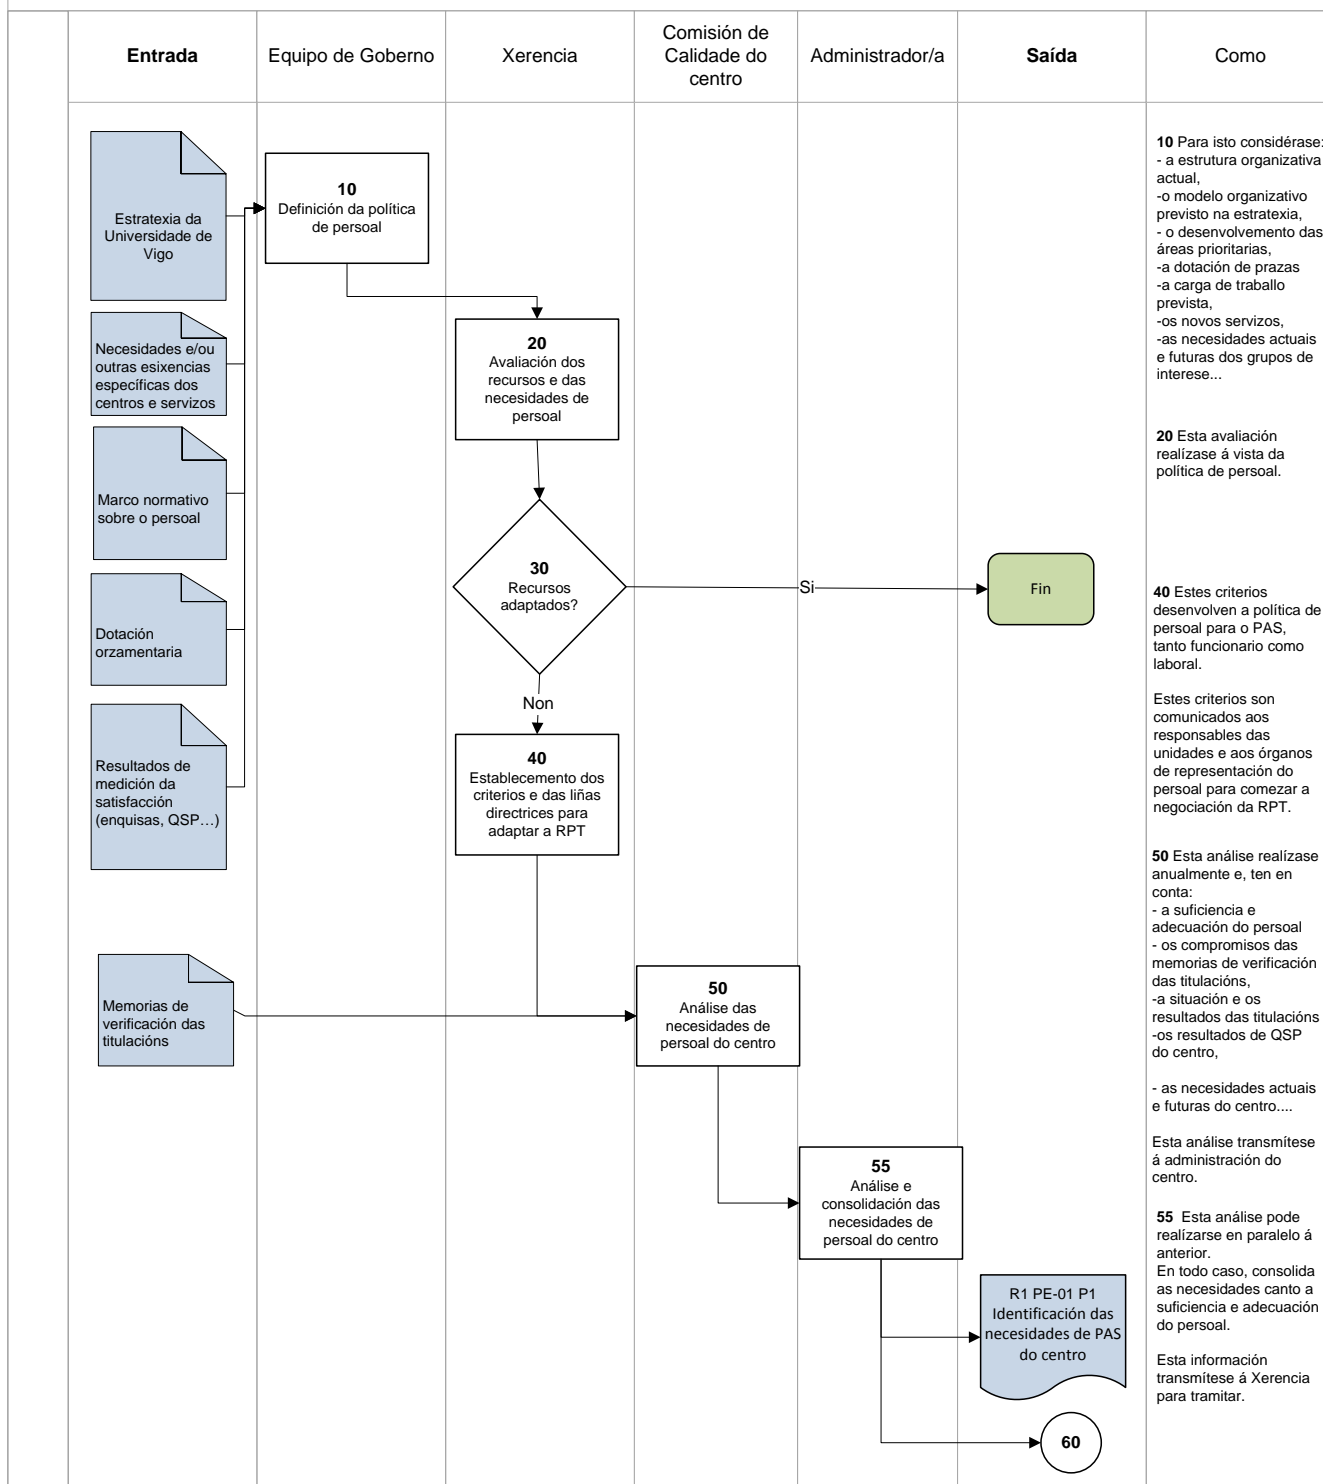 Entrada
Equipo de Goberno
Xerencia
Comisión de
Calidade do
centro
Administrador/a
Saída
Como
Estratexia da
Universidade de
Vigo
Necesidades e/ou
outras esixencias
específicas dos
centros e servizos
Marco normativo
sobre o persoal
Dotación
orzamentaria
Resultados de
medición da
satisfacción
(enquisas, QSP…)
Memorias de
verificación das
titulacións
10
Definición da política
de persoal
20
Avaliación dos
recursos e das
necesidades de
persoal
30
Recursos
adaptados?
Si
Fin
Non
40
Establecemento dos
criterios e das liñas
directrices para
adaptar a RPT
50
Análise das
necesidades de
persoal do centro
55
Análise e
consolidación das
necesidades de
persoal do centro
R1 PE-01 P1
Identificación das
necesidades de PAS
do centro
60
10 Para isto considérase:
- a estrutura organizativa
actual,
-o modelo organizativo
previsto na estratexia,
- o desenvolvemento das
áreas prioritarias,
-a dotación de prazas
-a carga de traballo
prevista,
-os novos servizos,
-as necesidades actuais
e futuras dos grupos de
interese...
20 Esta avaliación
realízase á vista da
política de persoal.
40 Estes criterios
desenvolven a política de
persoal para o PAS,
tanto funcionario como
laboral.
Estes criterios son
comunicados aos
responsables das
unidades e aos órganos
de representación do
persoal para comezar a
negociación da RPT.
50 Esta análise realízase
anualmente e, ten en
conta:
- a suficiencia e
adecuación do persoal
- os compromisos das
memorias de verificación
das titulacións,
-a situación e os
resultados das titulacións
-os resultados de QSP
do centro,
- as necesidades actuais
e futuras do centro....
Esta análise transmítese
á administración do
centro.
55 Esta análise pode
realízarse en paralelo á
anterior.
En todo caso, consolida
as necesidades canto a
suficiencia e adecuación
do persoal.
Esta información
transmítese á Xerencia
para tramitar.